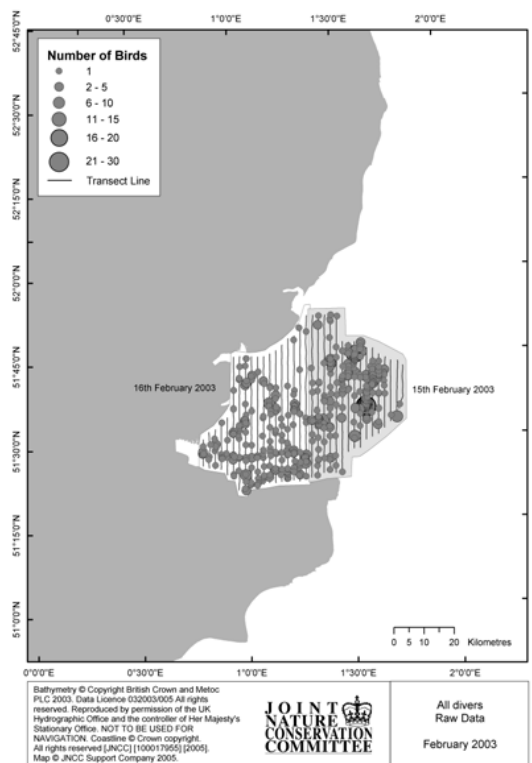 0°30'0"E 1°0'0"E 1°30'0"E 2°0'0"E
52°45'0"N
52°30'0"N
52°15'0"N
52°0'0"N
51°45'0"N
51°30'0"N
51°15'0"N
51°0'0"N
Number of Birds
1
2 - 5
6 - 10
11 - 15
16 - 20
21 - 30
Transect Line
16th February 2003
15th February 2003
0 5 10 20 Kilometres
0°0'0"E 0°30'0"E 1°0'0"E 1°30'0"E 2°0'0"E
Bathymetry © Copyright British Crown and Metoc
PLC 2003. Data Licence 032003/005 All rights
reserved. Reproduced by permission of the UK
Hydrographic Office and the controller of Her Majesty's
Stationary Office. NOT TO BE USED FOR
NAVIGATION. Coastline © Crown copyright.
All rights reserved [JNCC] [100017955] [2005].
Map © JNCC Support Company 2005.
JOINT
NATURE
CONSERVATION
COMMITTEE
All divers
Raw Data
February 2003